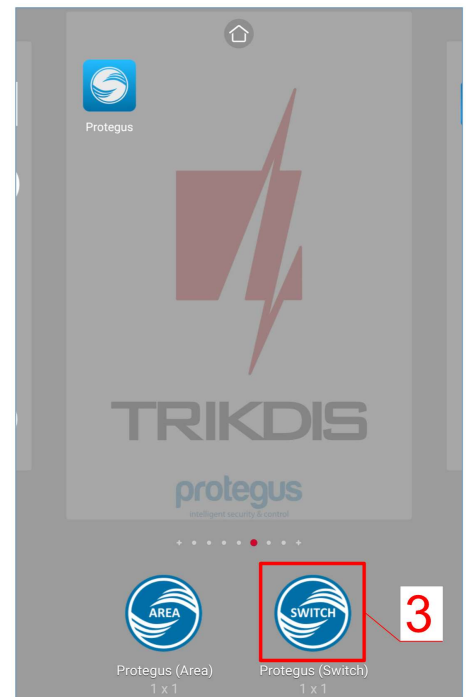 Protegus
TRIKDIS
protegus
intelligent security & control
AREA
SWITCH
3
Protegus (Area)
Protegus (Switch)
1 x 1
1 x 1